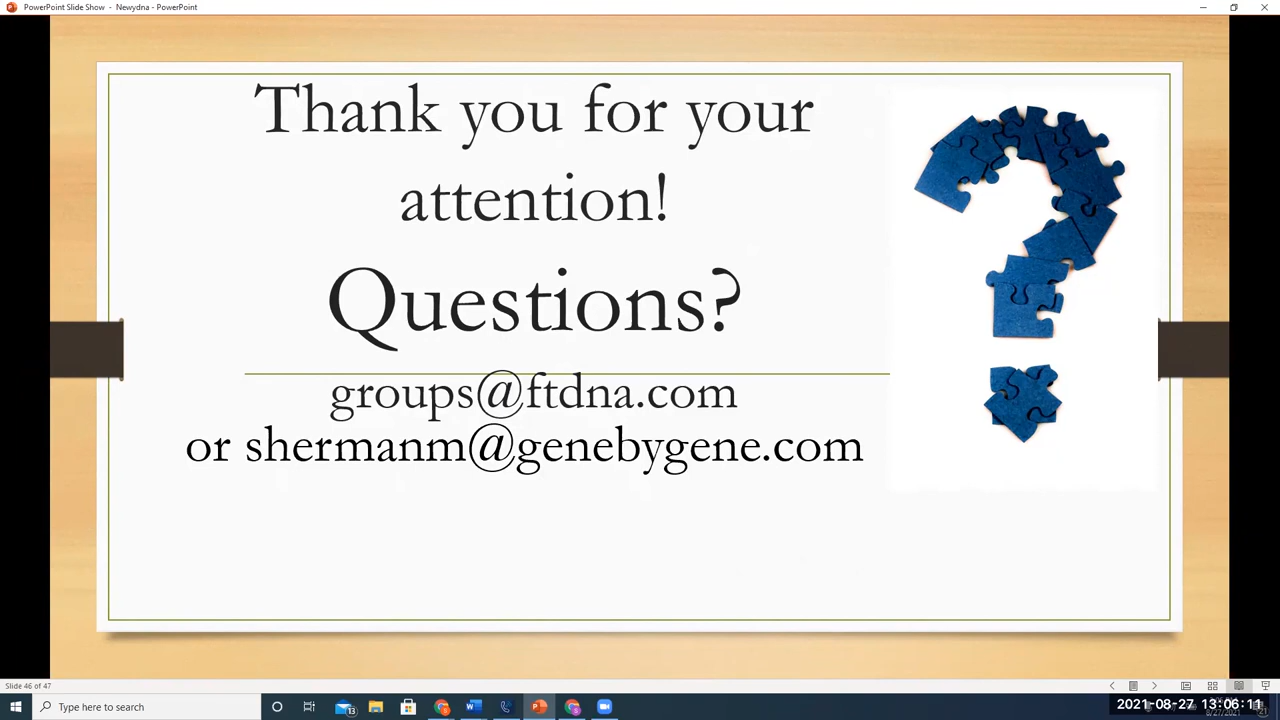 PowerPoint Slide Show - Newydna - PowerPoint
Thank you for your
attention!
Questions?
groups@ftdna.com
or shermanm@genebygene.com
Slide 46 of 47
Type here to search
13
2021-08-27 13:06:11